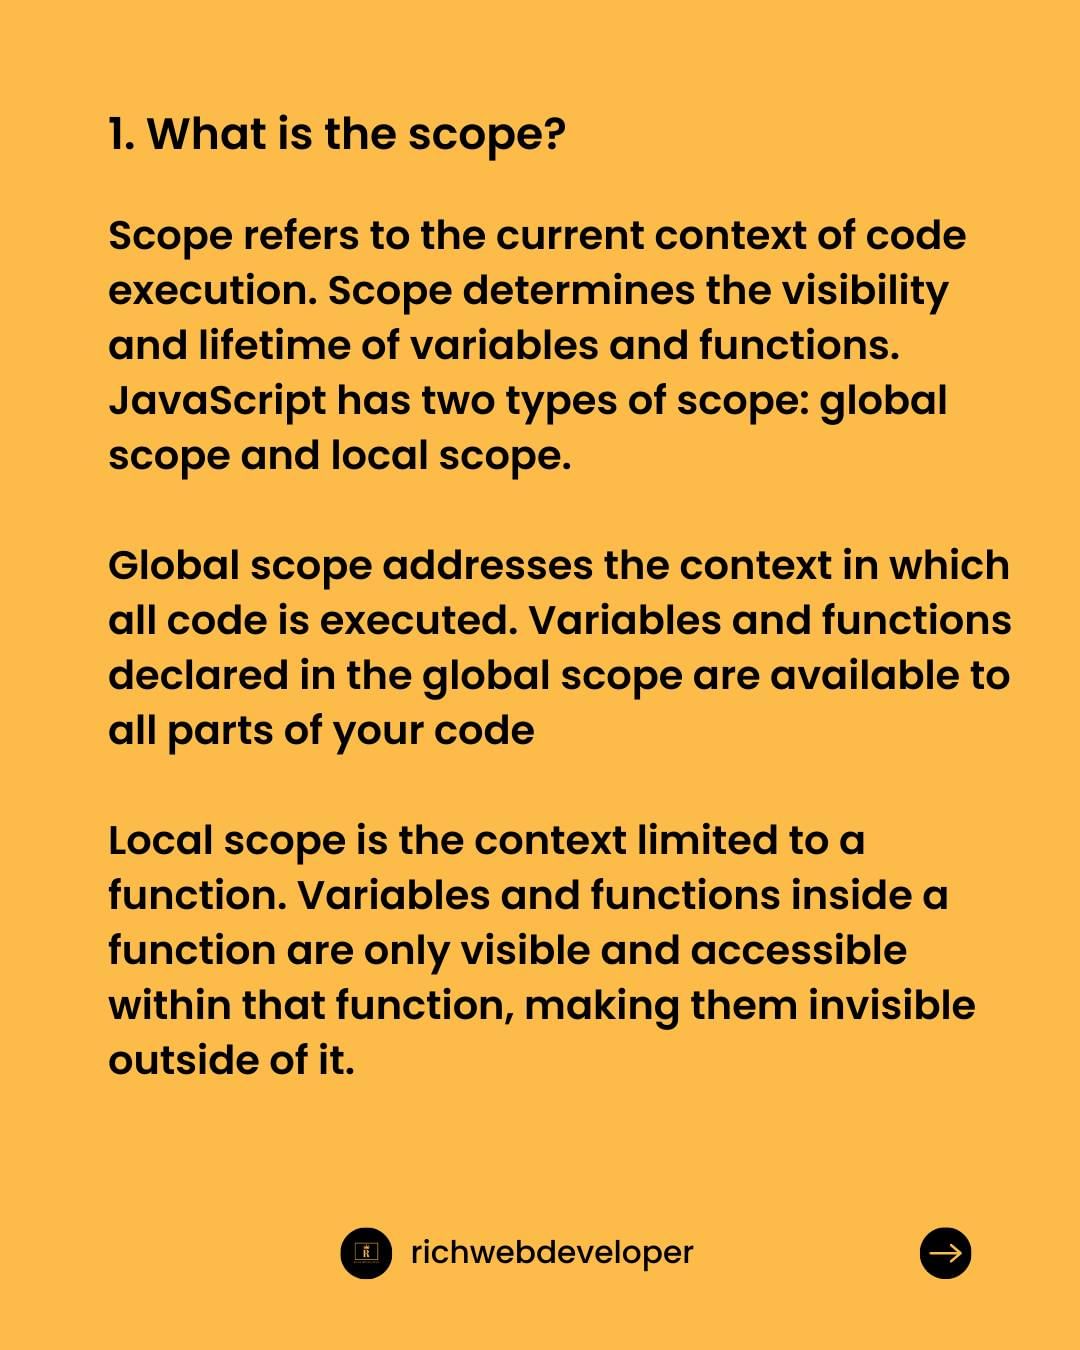 1. What is the scope?
Scope refers to the current context of code
execution. Scope determines the visibility
and lifetime of variables and functions.
JavaScript has two types of scope: global
scope and local scope.
Global scope addresses the context in which
all code is executed. Variables and functions
declared in the global scope are available to
all parts of your code
Local scope is the context limited to a
function. Variables and functions inside a
function are only visible and accessible
within that function, making them invisible
outside of it.
R
richwebdeveloper